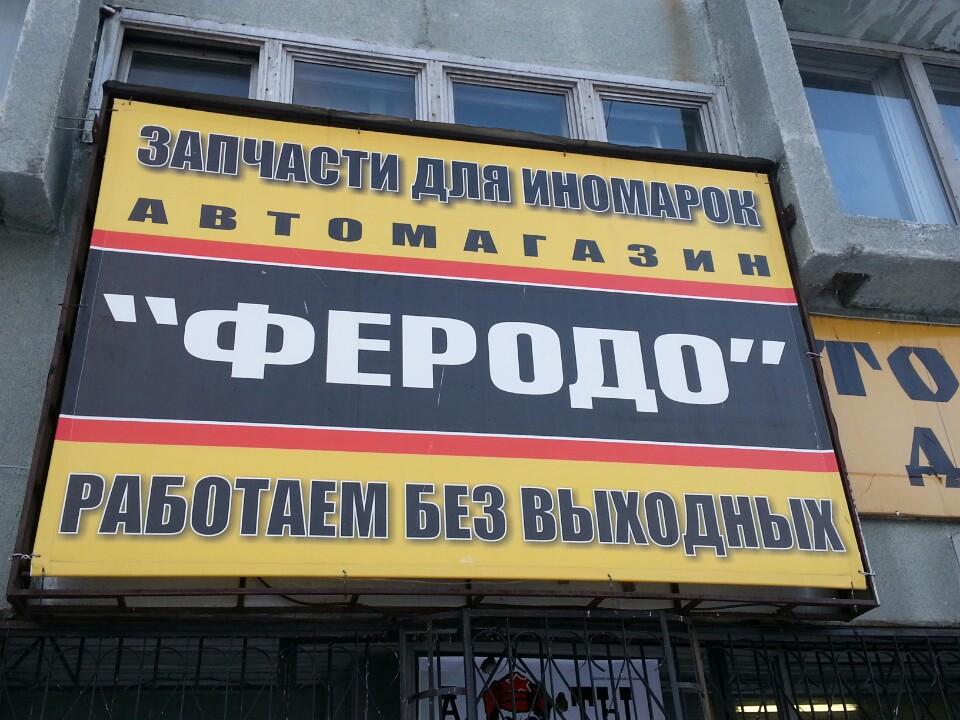 ЗАПЧАСТИ ДЛЯ ИНОМАРОК
АВТОМАГАЗИН
"ФЕРОДО"
РАБОТАЕМ БЕЗ ВЫХОДНЫХ